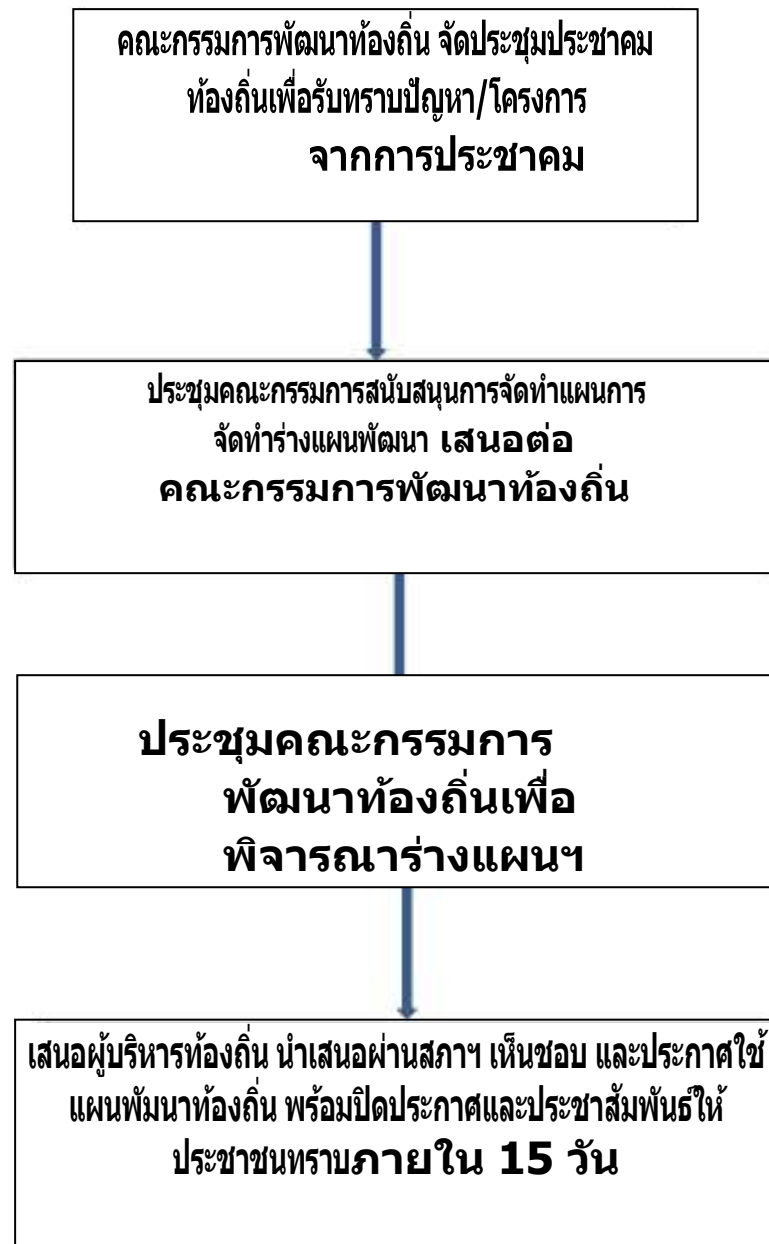 คณะกรรมการพัฒนาท้องถิ่น จัดประชุมประชาคม
ท้องถิ่นเพื่อรับทราบปัญหา/โครงการ
จากการประชาคม
ประชุมคณะกรรมการสนับสนุนการจัดทำแผนการ
จัดทำร่างแผนพัฒนา เสนอต่อ
คณะกรรมการพัฒนาท้องถิ่น
ประชุมคณะกรรมการ
พัฒนาท้องถิ่นเพื่อ
พิจารณาร่างแผนฯ
เสนอผู้บริหารท้องถิ่น นำเสนอผ่านสภาฯ เห็นชอบ และประกาศใช้
แผนพัมนาท้องถิ่น พร้อมปิดประกาศและประชาสัมพันธ์ให้
ประชาชนทราบภายใน 15 วัน